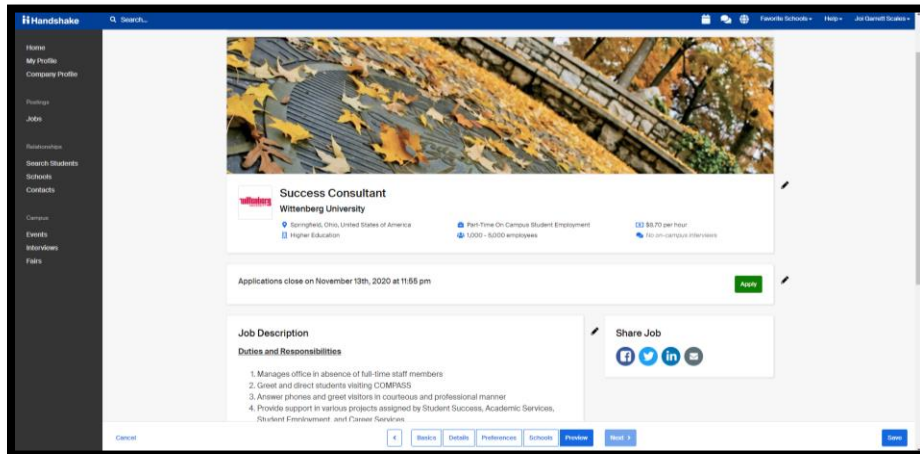 Handshake
Search...
Favorite Schools
Help
Joi Garrett Scales
Home
My Profile
Company Profile
Postings
Jobs
Relationships
Search Students
Schools
Contacts
Campus
Events
Interviews
Fairs
Wittenberg
Success Consultant
Wittenberg University
Springfield, Ohio, United States of America
Part-Time On Campus Student Employment
$8.70 per hour
Higher Education
1,000 - 5,000 employees
No on-campus interviews
Applications close on November 13th, 2020 at 11:55 pm
Apply
Job Description
Share Job
Duties and Responsibilities
1. Manages office in absence of full-time staff members
2. Greet and direct students visiting COMPASS
3. Answer phones and greet visitors in courteous and professional manner
4. Provide support in various projects assigned by Student Success, Academic Services,
Student Employment, and Career Services
Cancel
Basics
Details
Preferences
Schools
Preview
Next >
Save